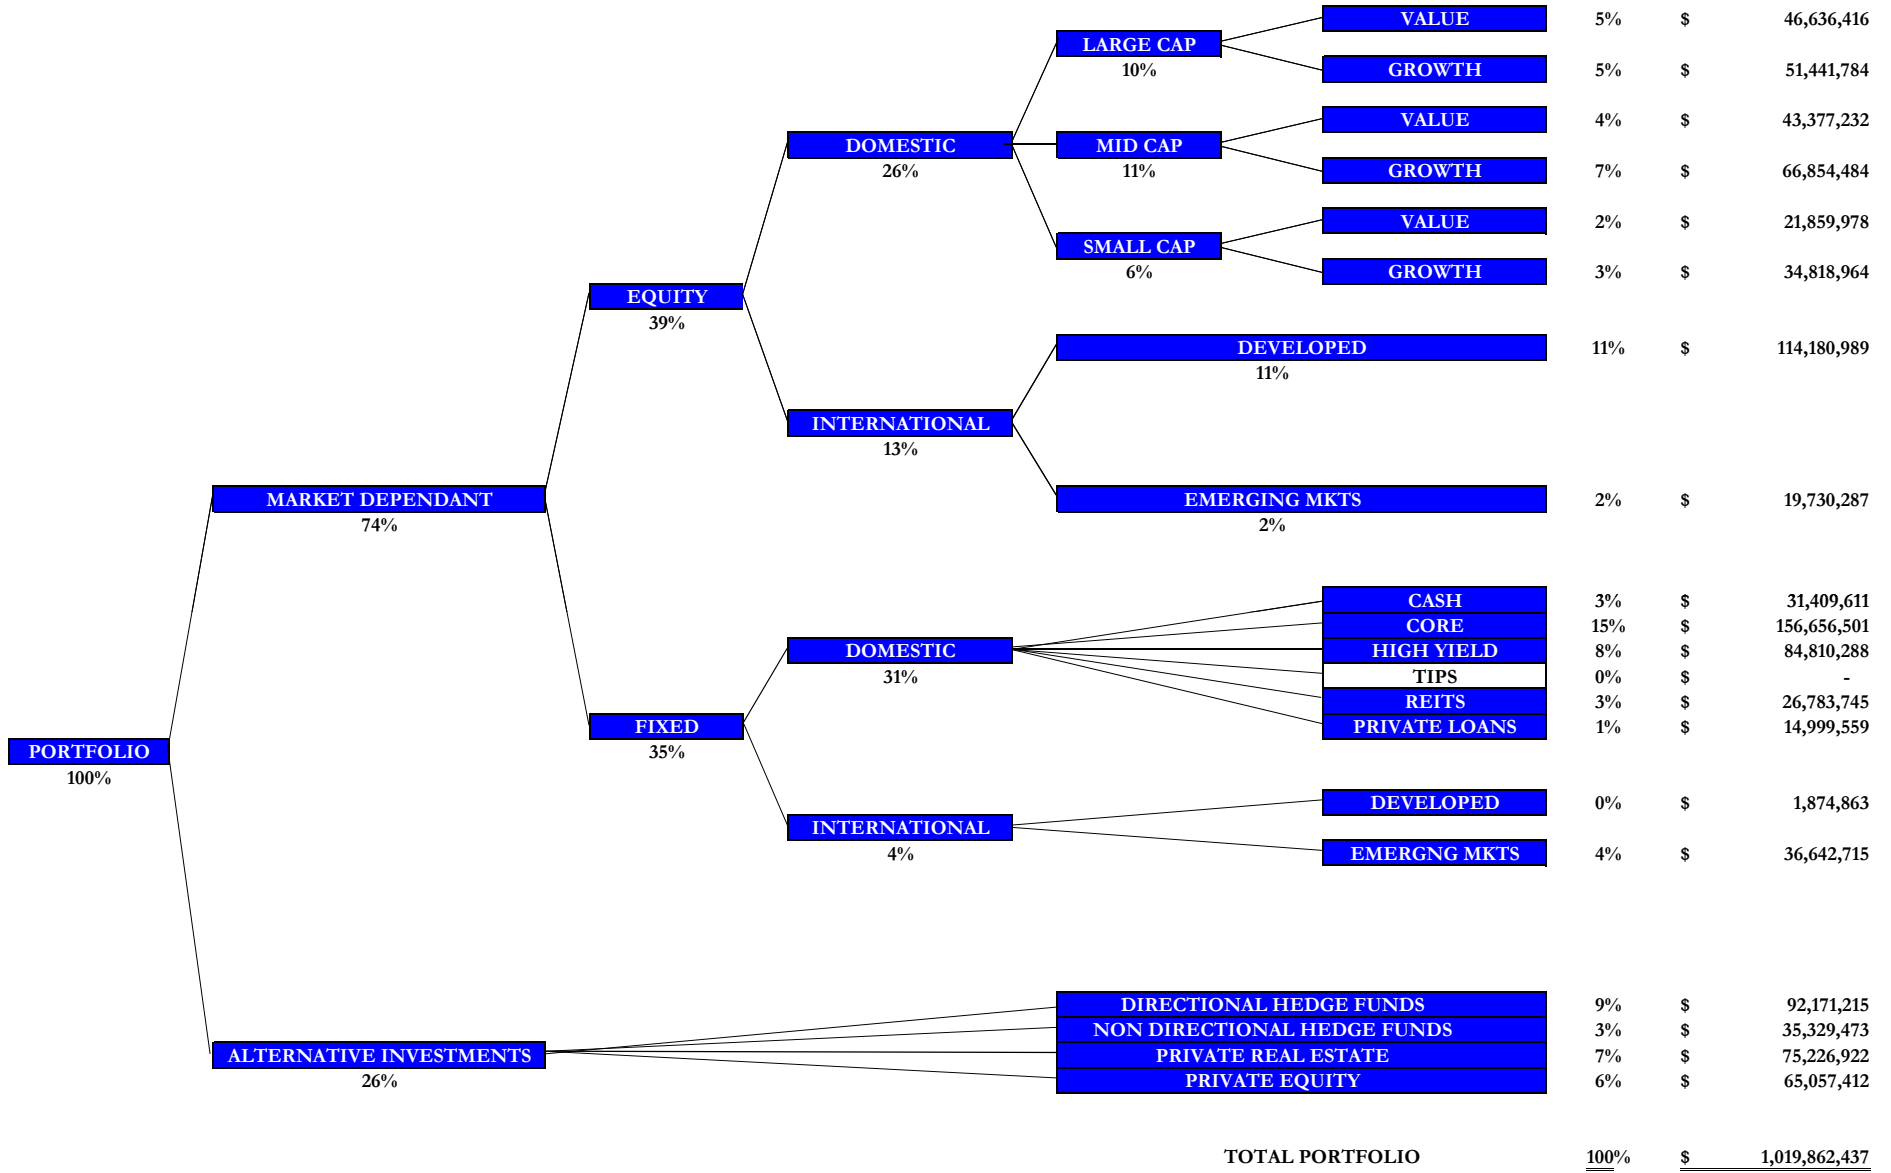 VALUE 5% $ 46,636,416
LARGE CAP
10%
GROWTH 5% $ 51,441,784
VALUE 4% $ 43,377,232
DOMESTIC MID CAP
26% 11%
GROWTH 7% $ 66,854,484
VALUE 2% $ 21,859,978
SMALL CAP
6%
GROWTH 3% $ 34,818,964
EQUITY
39%
DEVELOPED 11% $ 114,180,989
11%
INTERNATIONAL
13%
MARKET DEPENDANT EMERGING MKTS 2% $ 19,730,287
74% 2%
CASH 3% $ 31,409,611
CORE 15% $ 156,656,501
DOMESTIC HIGH YIELD 8% $ 84,810,288
31% TIPS 0% $ -
REITS 3% $ 26,783,745
FIXED PRIVATE LOANS 1% $ 14,999,559
35%
PORTFOLIO
100%
DEVELOPED 0% $ 1,874,863
INTERNATIONAL
4% EMERGNG MKTS 4% $ 36,642,715
DIRECTIONAL HEDGE FUNDS 9% $ 92,171,215
NON DIRECTIONAL HEDGE FUNDS 3% $ 35,329,473
ALTERNATIVE INVESTMENTS PRIVATE REAL ESTATE 7% $ 75,226,922
26% PRIVATE EQUITY 6% $ 65,057,412
TOTAL PORTFOLIO 100% $ 1,019,862,437